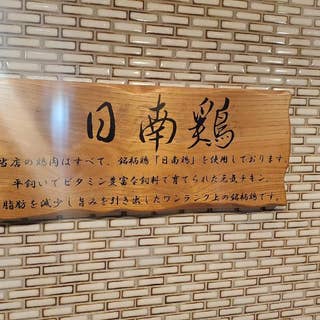 日南鶏
当店の鶏肉はすべて、銘柄鶏「日南鶏」を使用しております。
平飼いでビタミン豊富な飼料で育てられた元気チキン。
脂肪を減少し旨みを引き出したワンランク上の銘柄鶏です。